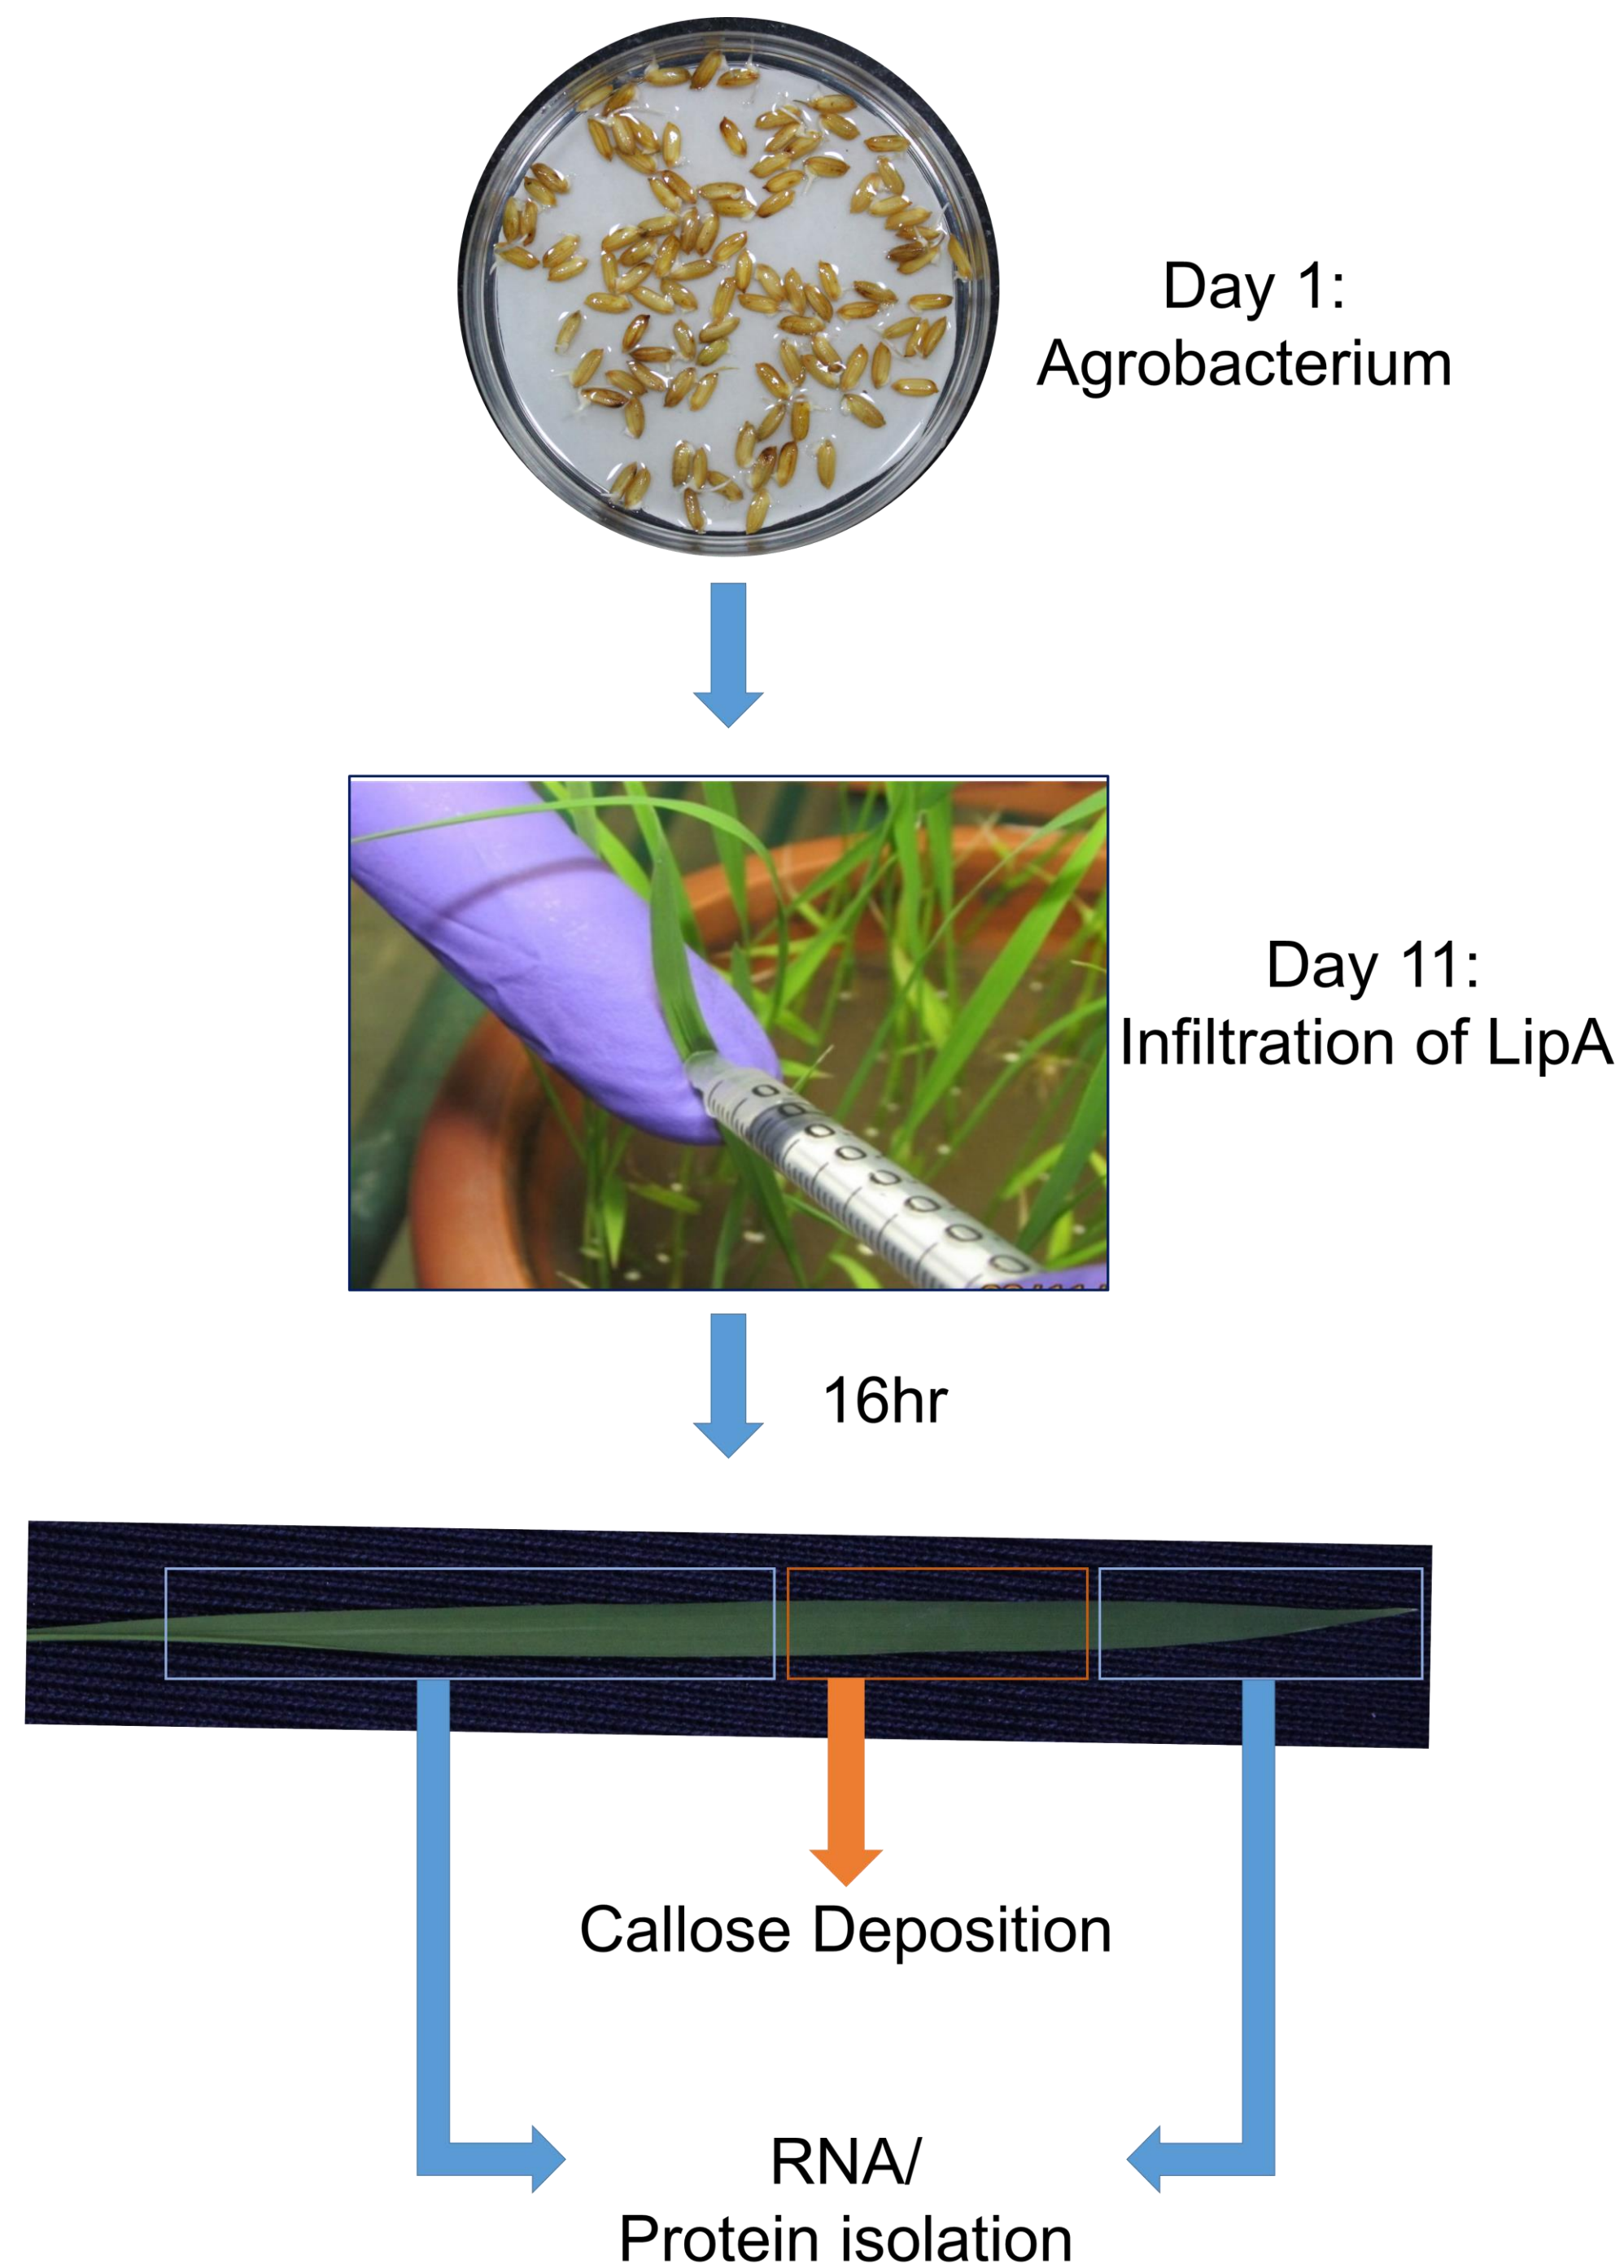 Day 1:
Agrobacterium
Day 11:
Infiltration of LipA
16hr
Callose Deposition
RNA/
Protein isolation